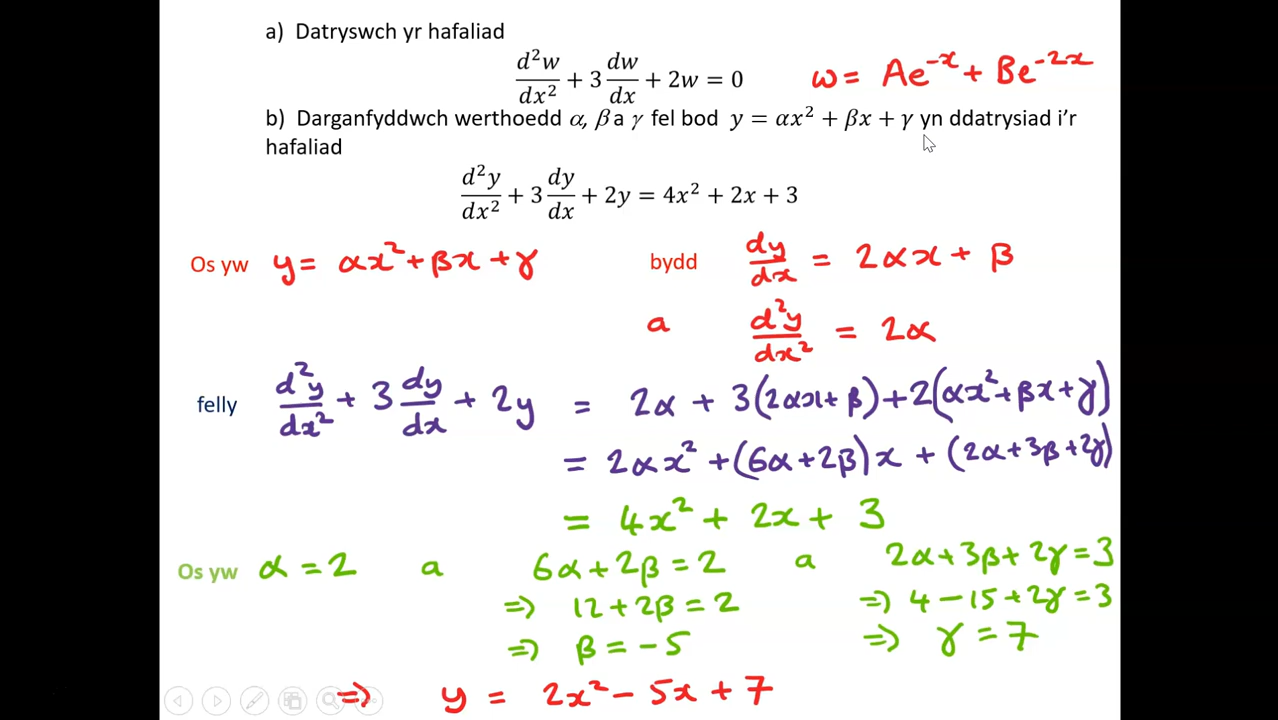 a) Datryswch yr hafaliad
d²w/dx² + 3 dw/dx + 2w = 0 w = Ae⁻ˣ + Be⁻²ˣ
b) Darganfyddwch werthoedd α, β a γ fel bod y = αx² + βx + γ yn ddatrysiad i’r
hafaliad
d²y/dx² + 3 dy/dx + 2y = 4x² + 2x + 3
Os yw y = αx² + βx + γ bydd dy/dx = 2αx + β
a d²y/dx² = 2α
felly d²y/dx² + 3 dy/dx + 2y = 2α + 3(2αx + β) + 2(αx² + βx + γ)
= 2αx² + (6α + 2β)x + (2α + 3β + 2γ)
= 4x² + 2x + 3
Os yw α = 2 a 6α + 2β = 2 a 2α + 3β + 2γ = 3
⇒ 12 + 2β = 2 ⇒ 4 − 15 + 2γ = 3
⇒ β = −5 ⇒ γ = 7
⇒ y = 2x² − 5x + 7